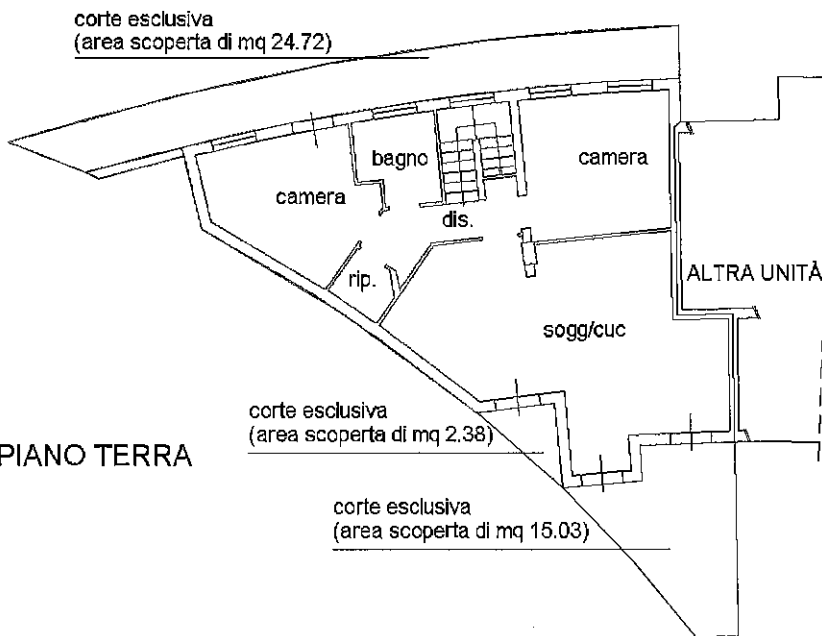 corte esclusiva
(area scoperta di mq 24.72)
bagno
camera
camera
dis.
rip.
ALTRA UNITÀ
sogg/cuc
corte esclusiva
(area scoperta di mq 2.38)
PIANO TERRA
corte esclusiva
(area scoperta di mq 15.03)